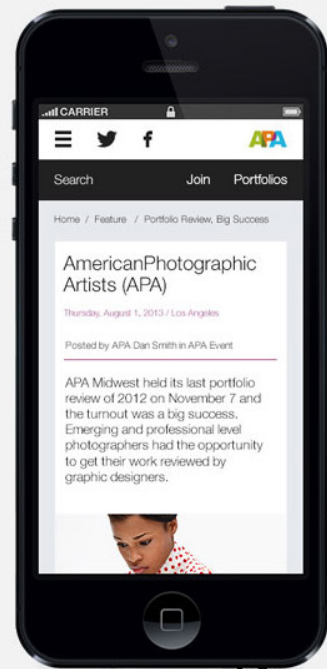 CARRIER
f
APA
Search Join Portfolios
Home / Feature / Portfolio Review, Big Success
AmericanPhotographic
Artists (APA)
Thursday, August 1, 2013 / Los Angeles
Posted by APA Dan Smith in APA Event
APA Midwest held its last portfolio
review of 2012 on November 7 and
the turnout was a big success.
Emerging and professional level
photographers had the opportunity
to get their work reviewed by
graphic designers.